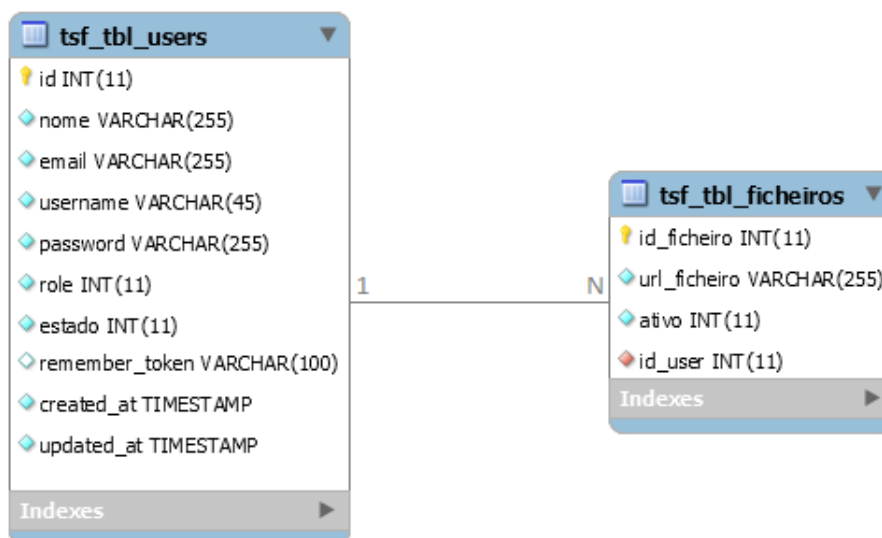 tsf_tbl_users
id INT(11)
nome VARCHAR(255)
email VARCHAR(255)
username VARCHAR(45)
password VARCHAR(255)
role INT(11)
estado INT(11)
remember_token VARCHAR(100)
created_at TIMESTAMP
updated_at TIMESTAMP
Indexes
1
N
tsf_tbl_ficheiros
id_ficheiro INT(11)
url_ficheiro VARCHAR(255)
ativo INT(11)
id_user INT(11)
Indexes